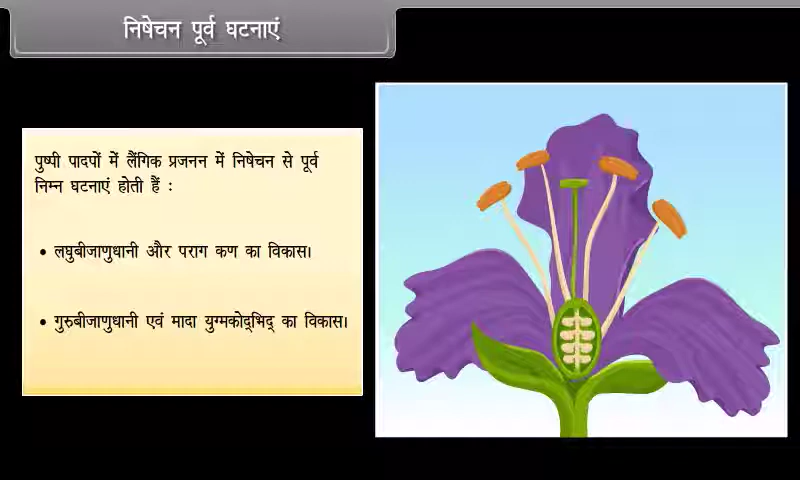 निषेचन पूर्व घटनाएं
पुष्पी पादपों में लैंगिक प्रजनन में निषेचन से पूर्व
निम्न घटनाएं होती हैं :
• लघुबीजाणुधानी और पराग कण का विकास।
• गुरुबीजाणुधानी एवं मादा युग्मकोद्‌भिद् का विकास।